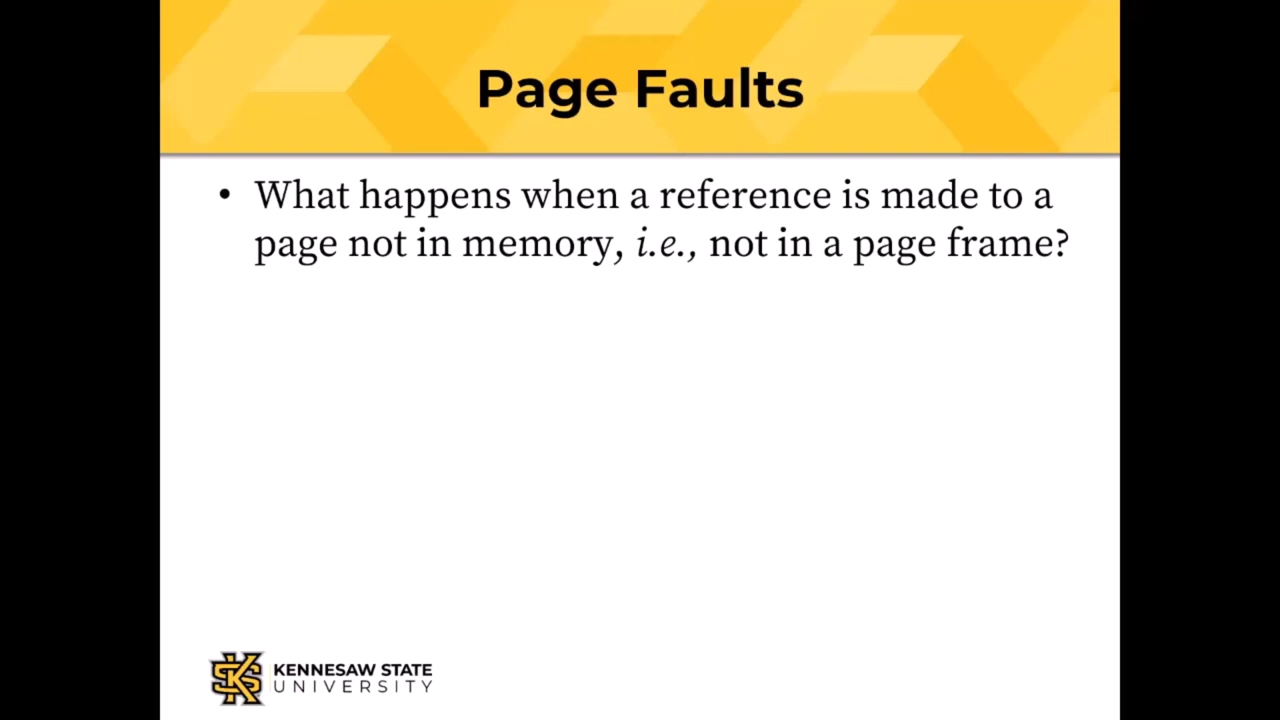 Page Faults
• What happens when a reference is made to a
page not in memory, i.e., not in a page frame?
KENNESAW STATE
UNIVERSITY